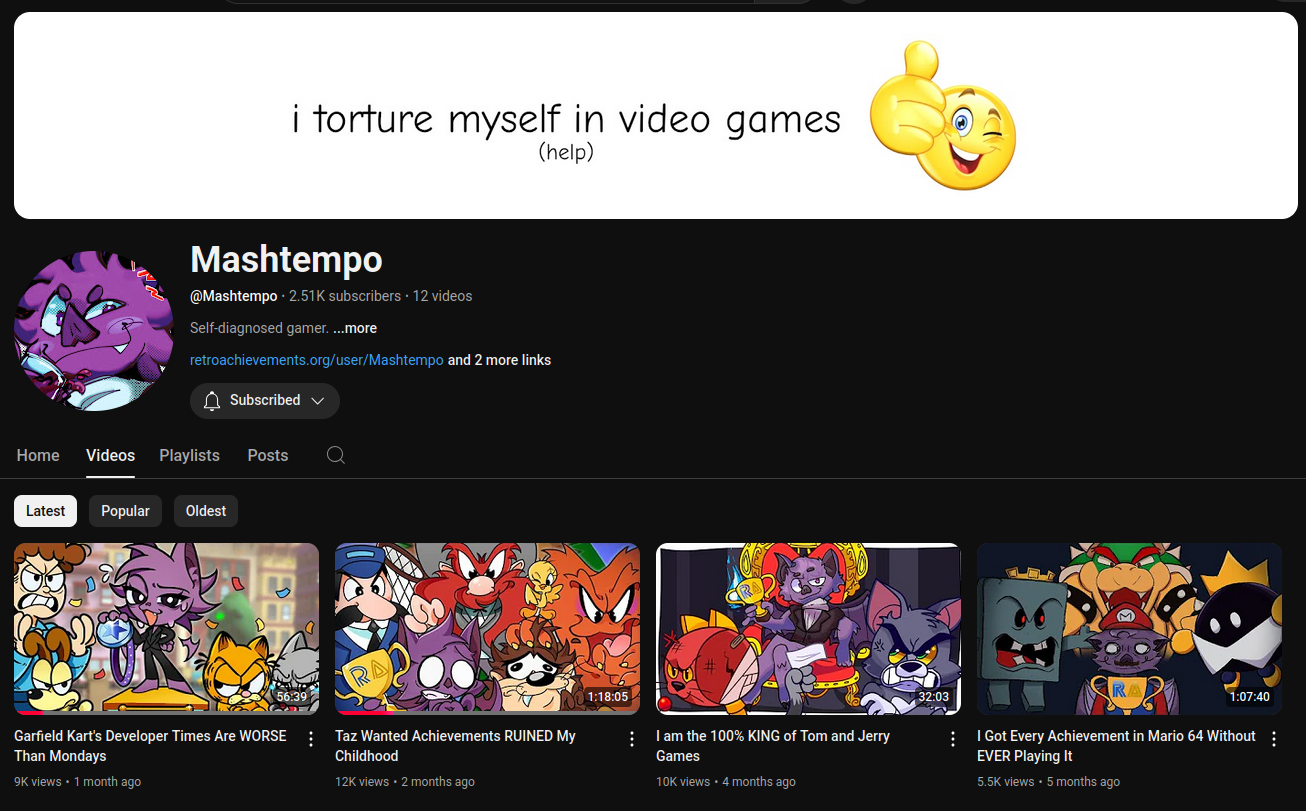 i torture myself in video games
(help)
Mashtempo
@Mashtempo · 2.51K subscribers · 12 videos
Self-diagnosed gamer. ...more
retroachievements.org/user/Mashtempo and 2 more links
Subscribed
Home Videos Playlists Posts
Latest Popular Oldest
RA
M
RA
RA
56:39 1:18:05 32:03 1:07:40
Garfield Kart's Developer Times Are WORSE
Than Mondays
9K views • 1 month ago
Taz Wanted Achievements RUINED My
Childhood
12K views • 2 months ago
I am the 100% KING of Tom and Jerry
Games
10K views • 4 months ago
I Got Every Achievement in Mario 64 Without
EVER Playing It
5.5K views • 5 months ago